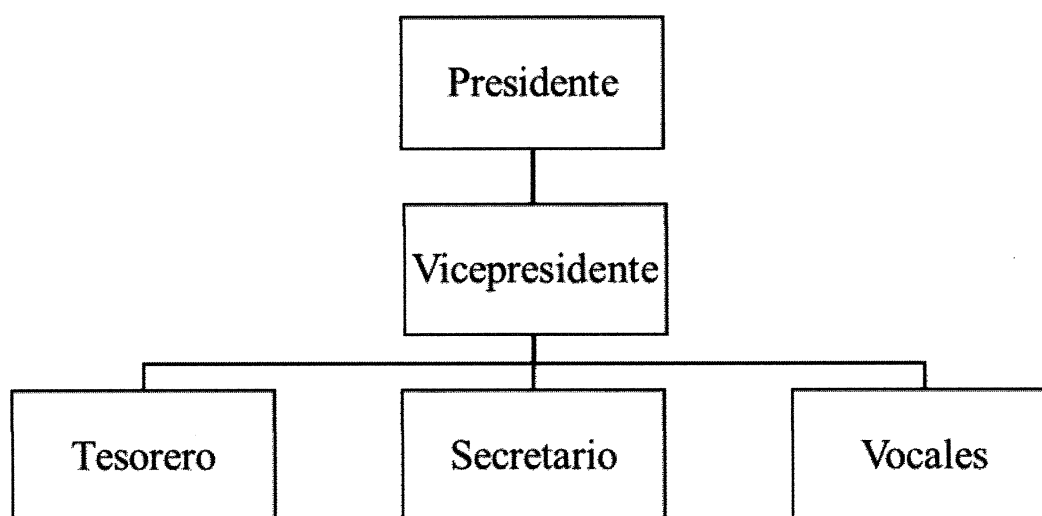 Presidente
Vicepresidente
Tesorero
Secretario
Vocales